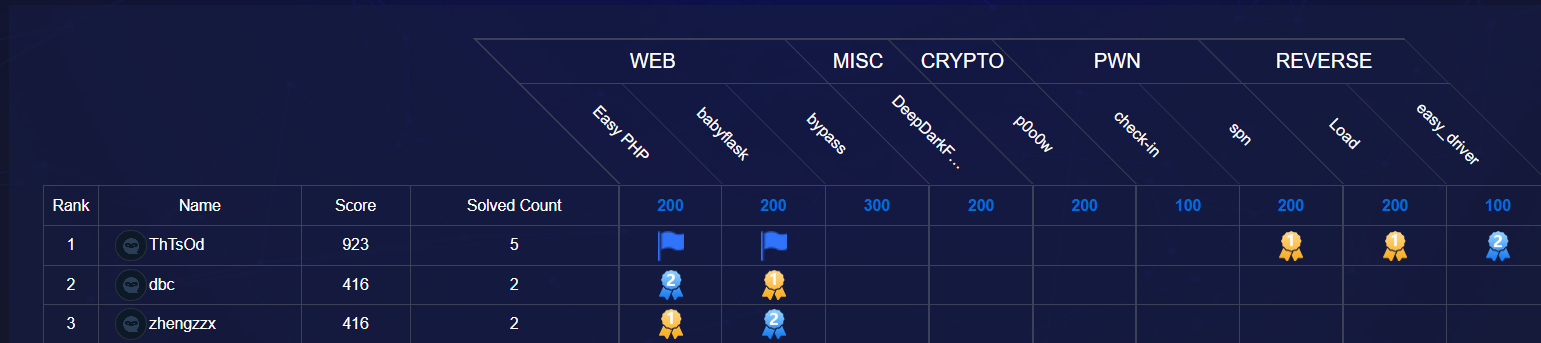 WEB MISC CRYPTO PWN REVERSE
Easy PHP babyflask bypass DeepDarkF... p0o0w check-in spn Load easy_driver
Rank Name Score Solved Count 200 200 300 200 200 100 200 200 100
1 ThTsOd 923 5 1 1 2
2 dbc 416 2 2 1
3 zhengzzx 416 2 1 2